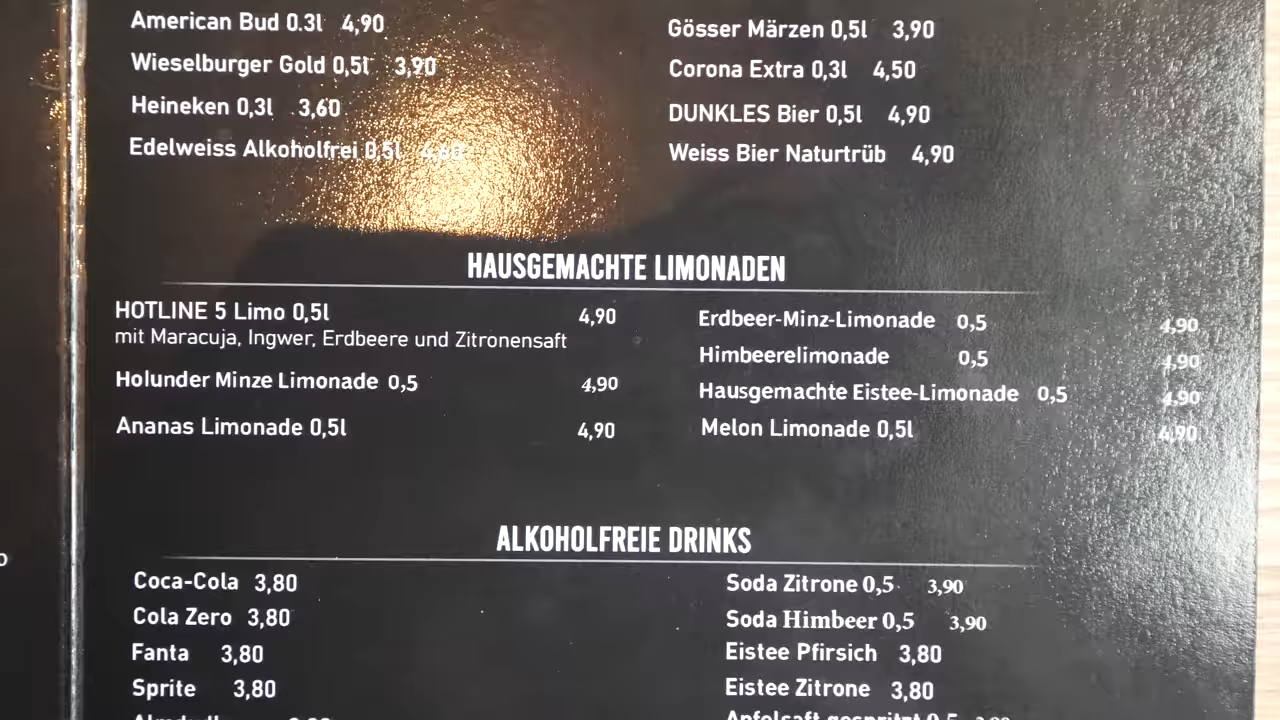 American Bud 0.3l 4,90
Wieselburger Gold 0,5l 3,90
Heineken 0,3l 3,60
Edelweiss Alkoholfrei 0,5l 4,60
Gösser Märzen 0,5l 3,90
Corona Extra 0,3l 4,50
DUNKLES Bier 0,5l 4,90
Weiss Bier Naturtrüb 4,90
HAUSGEMACHTE LIMONADEN
HOTLINE 5 Limo 0,5l 4,90
mit Maracuja, Ingwer, Erdbeere und Zitronensaft
Holunder Minze Limonade 0,5 4,90
Ananas Limonade 0,5l 4,90
Erdbeer-Minz-Limonade 0,5 4,90
Himbeerelimonade 0,5 4,90
Hausgemachte Eistee-Limonade 0,5 4,90
Melon Limonade 0,5l 4,90
ALKOHOLFREIE DRINKS
Coca-Cola 3,80
Cola Zero 3,80
Fanta 3,80
Sprite 3,80
Soda Zitrone 0,5 3,90
Soda Himbeer 0,5 3,90
Eistee Pfirsich 3,80
Eistee Zitrone 3,80
Apfelsaft gespritzt 0,5